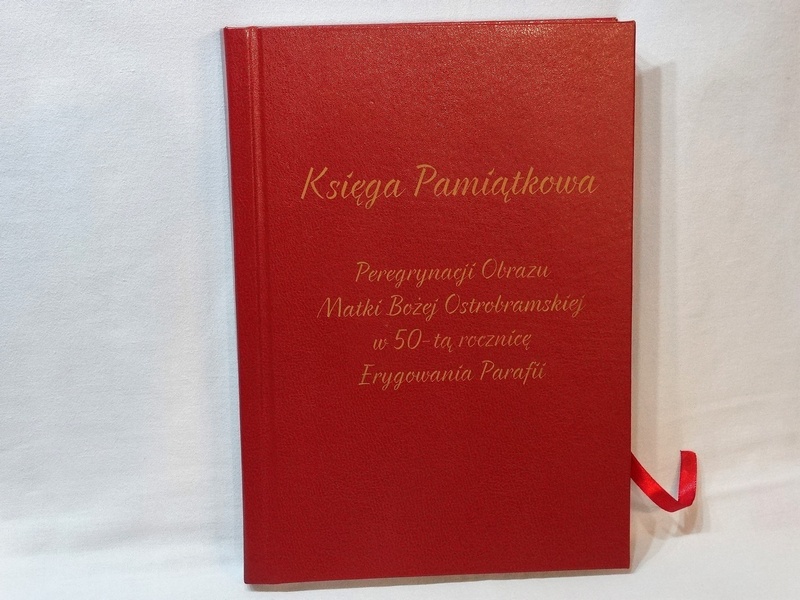 Księga Pamiątkowa
Peregrynacji Obrazu
Matki Bożej Ostrobramskiej
w 50-tą rocznicę
Erygowania Parafii